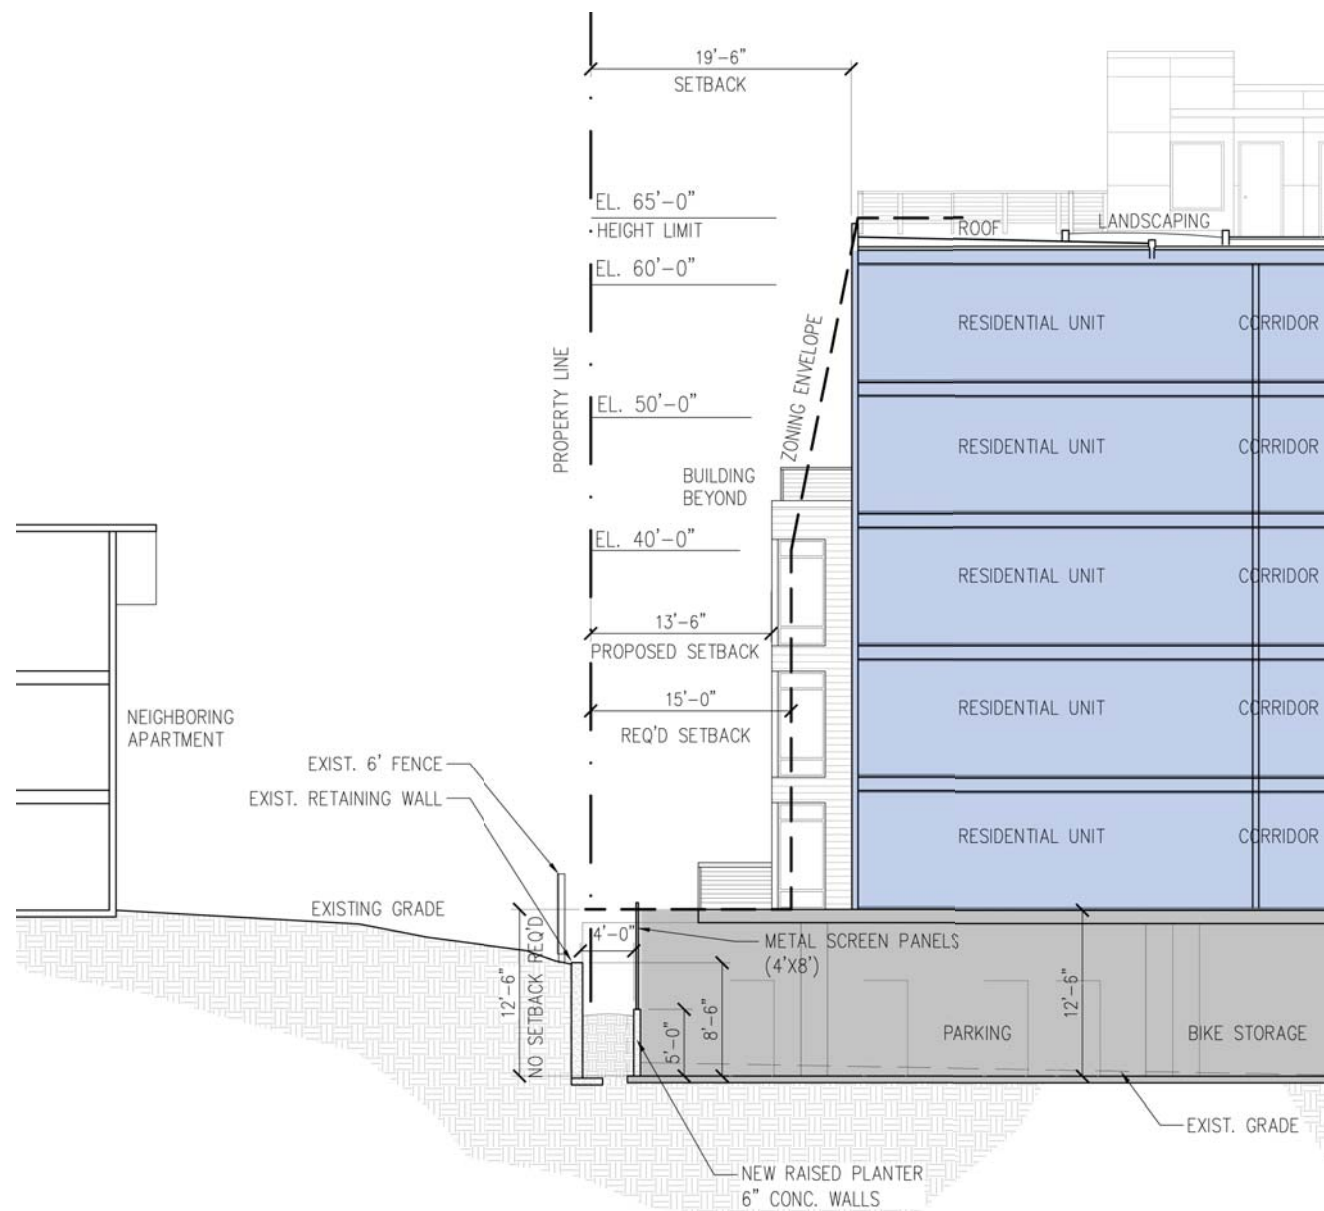 19'-6"
SETBACK
EL. 65'-0"
HEIGHT LIMIT
ROOF
LANDSCAPING
EL. 60'-0"
ZONING ENVELOPE
RESIDENTIAL UNIT
CORRIDOR
PROPERTY LINE
EL. 50'-0"
RESIDENTIAL UNIT
CORRIDOR
BUILDING
BEYOND
EL. 40'-0"
RESIDENTIAL UNIT
CORRIDOR
13'-6"
PROPOSED SETBACK
15'-0"
REQ'D SETBACK
RESIDENTIAL UNIT
CORRIDOR
NEIGHBORING
APARTMENT
EXIST. 6' FENCE
EXIST. RETAINING WALL
RESIDENTIAL UNIT
CORRIDOR
EXISTING GRADE
12'-6"
NO SETBACK REQ'D
4'-0"
METAL SCREEN PANELS
(4'X8')
5'-0"
8'-6"
12'-6"
PARKING
BIKE STORAGE
EXIST. GRADE
NEW RAISED PLANTER
6" CONC. WALLS